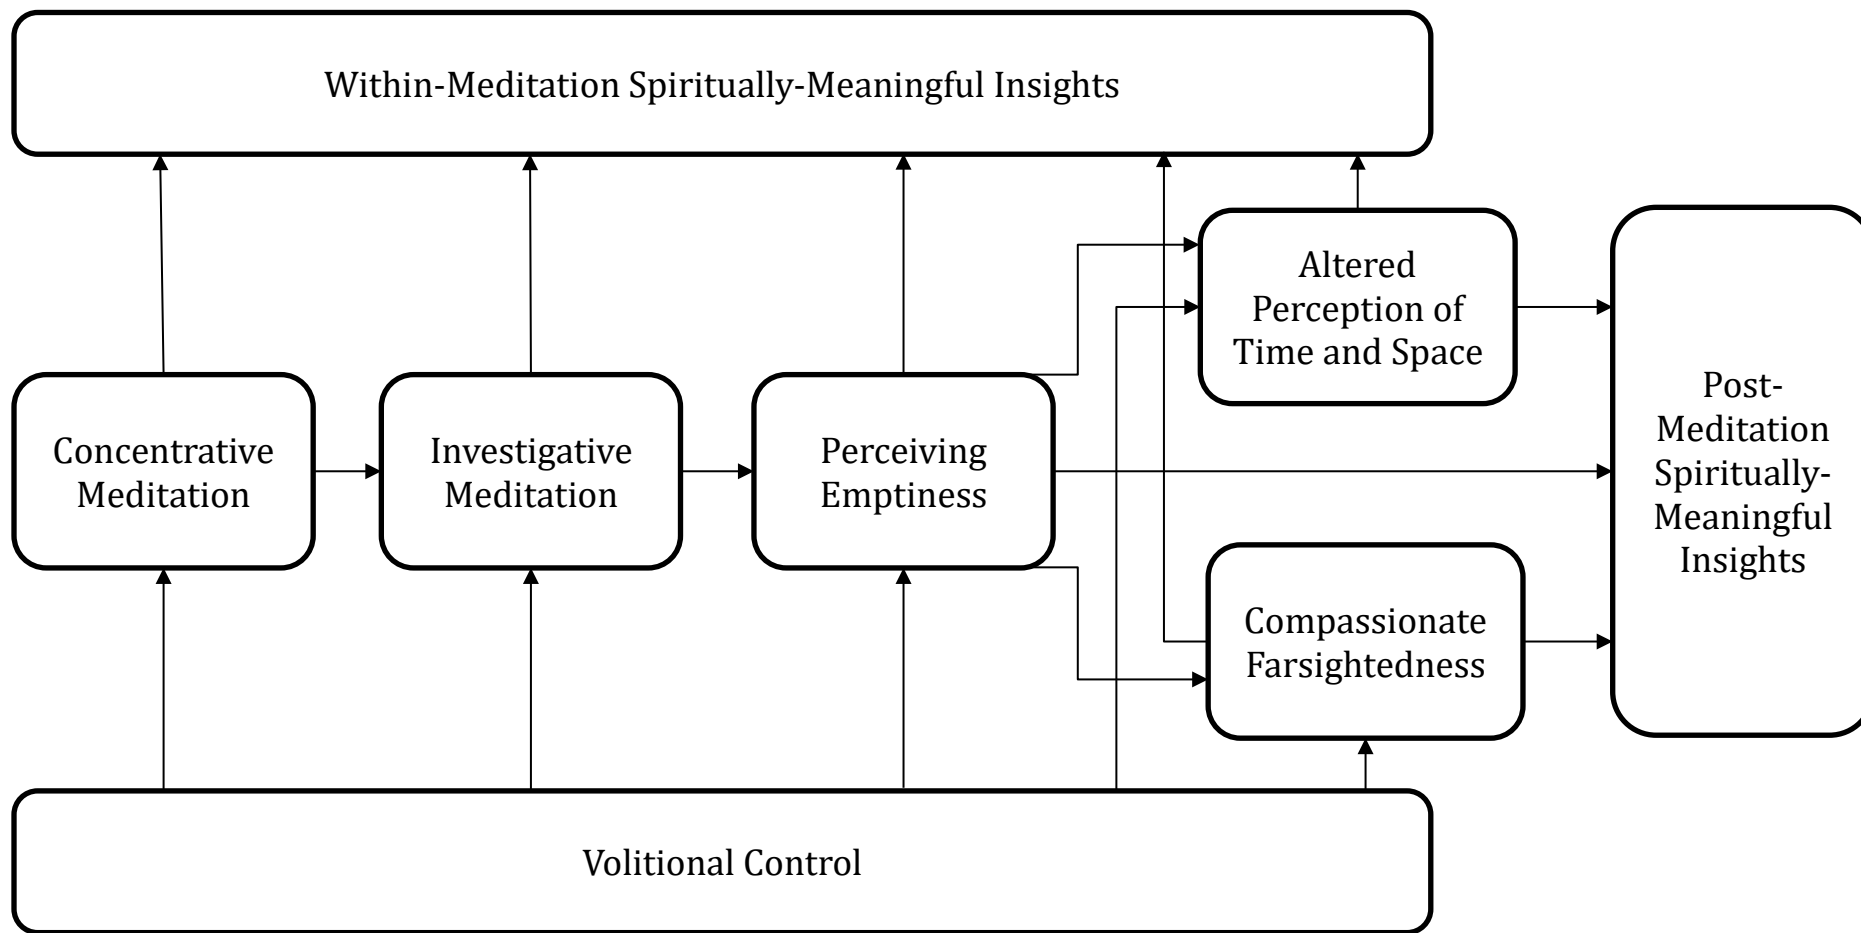 Within-Meditation Spiritually-Meaningful Insights
Concentrative
Meditation
Investigative
Meditation
Perceiving
Emptiness
Altered
Perception of
Time and Space
Compassionate
Farsightedness
Post-
Meditation
Spiritually-
Meaningful
Insights
Volitional Control